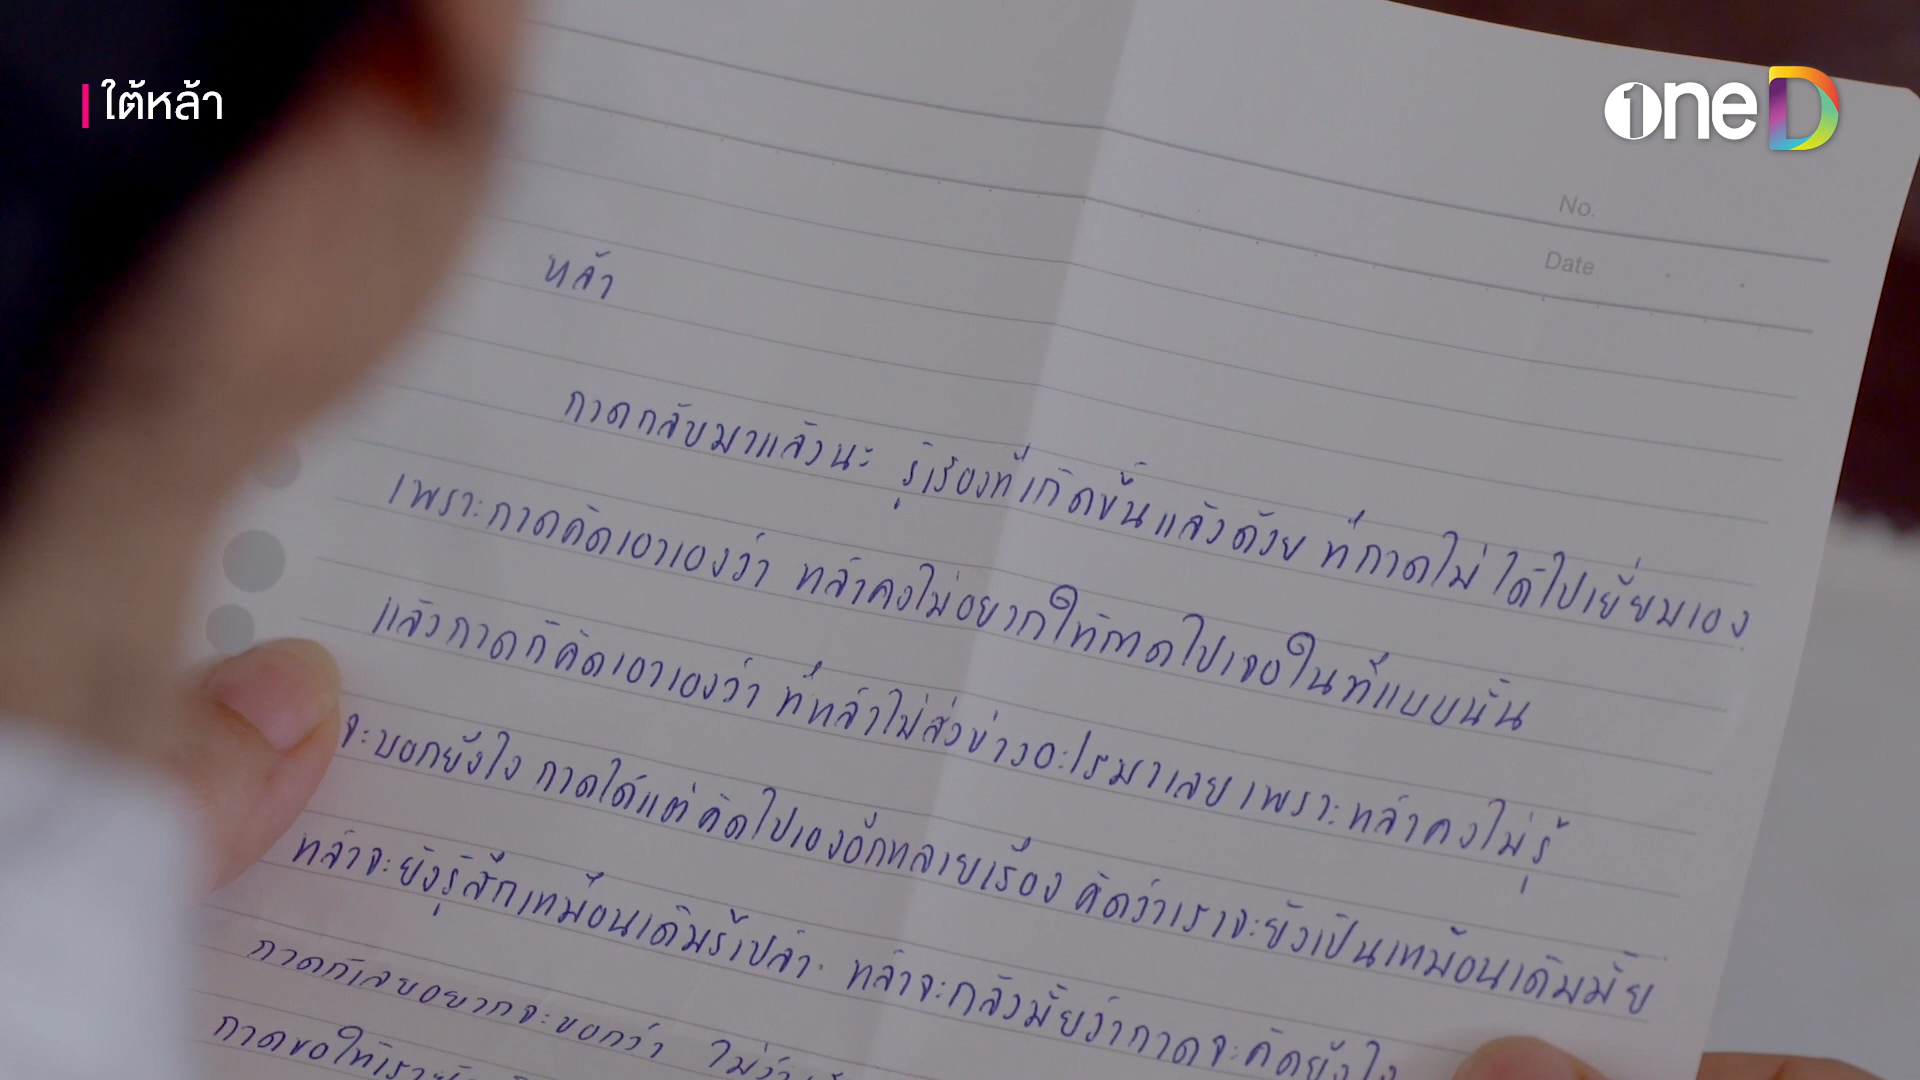 ใต้หล้า
oneD
No.
Date
หล้า
กาดกลับมาแล้วนะ รู้เรื่องที่เกิดขึ้นแล้วด้วย ที่กาดไม่ได้ไปเยี่ยมเอง
เพราะกาดคิดเอาเองว่า หล้าคงไม่อยากให้กาดไปเจอในที่แบบนั้น
แล้วกาดก็คิดเอาเองว่า ที่หล้าไม่ส่งข่าวอะไรมาเลย เพราะหล้าคงไม่รู้
จะบอกยังไง กาดได้แต่คิดไปเองอีกหลายเรื่อง คิดว่าเราจะยังเป็นเหมือนเดิมมั้ย
หล้าจะยังรู้สึกเหมือนเดิมรึเปล่า หล้าจะกลัวมั้ยว่ากาดจะคิดยังไง
กาดก็เลยอยากจะบอกว่า ไม่ว่า
กาดขอให้เรา